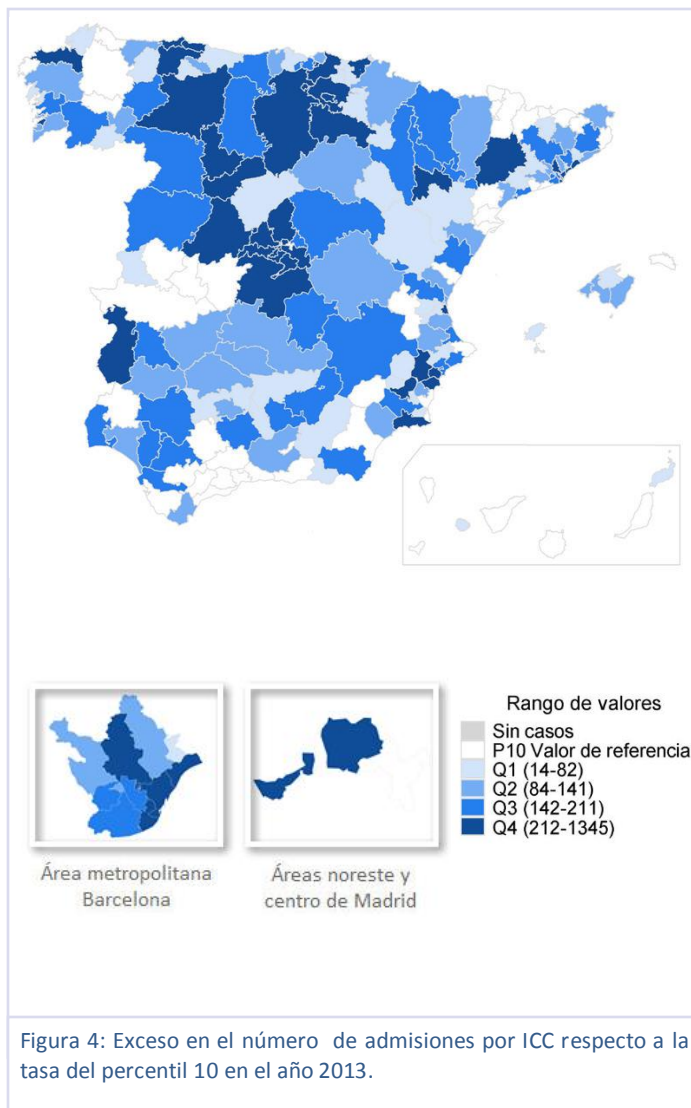 Rango de valores
Sin casos
P10 Valor de referencia
Q1 (14-82)
Q2 (84-141)
Q3 (142-211)
Q4 (212-1345)
Área metropolitana
Barcelona
Áreas noreste y
centro de Madrid
Figura 4: Exceso en el número de admisiones por ICC respecto a la
tasa del percentil 10 en el año 2013.